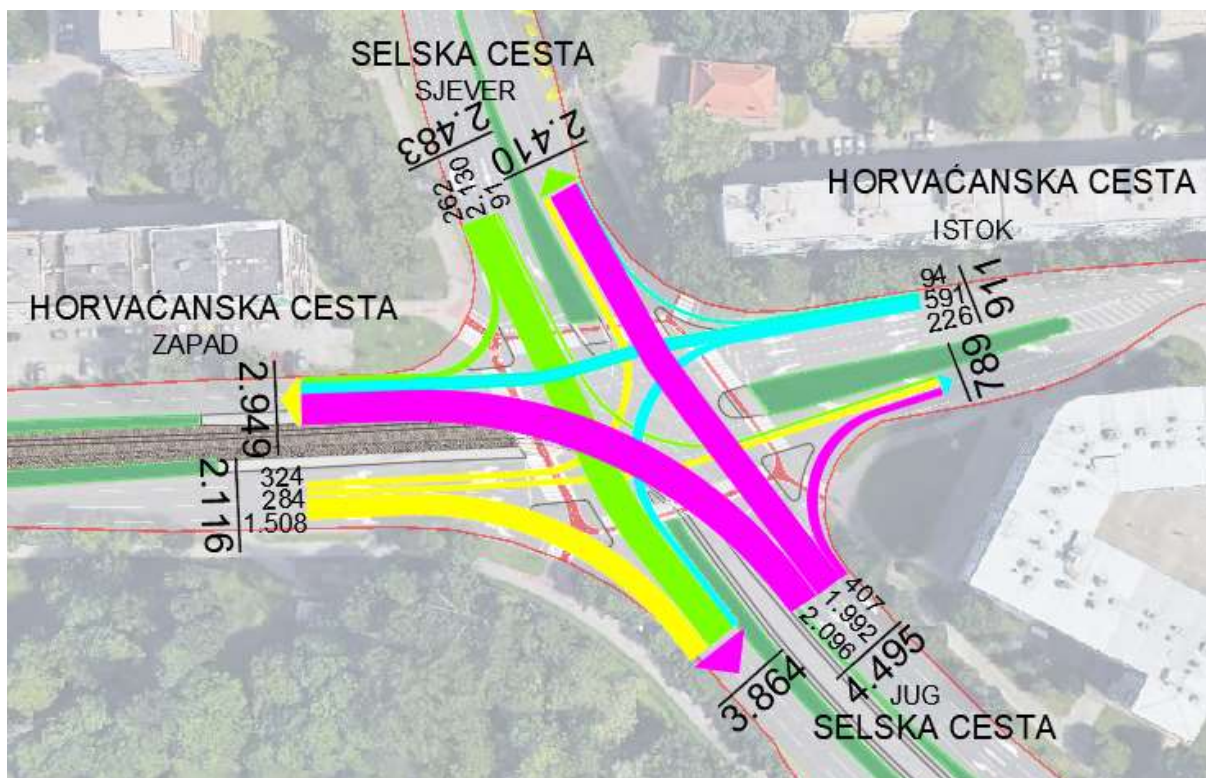 SELSKA CESTA
SJEVER
2.483
2.410
262
2.130
91
HORVAĆANSKA CESTA
ISTOK
94
591
226
911
789
HORVAĆANSKA CESTA
ZAPAD
2.949
2.116
324
284
1.508
407
1.992
2.096
4.495
3.864
JUG
SELSKA CESTA